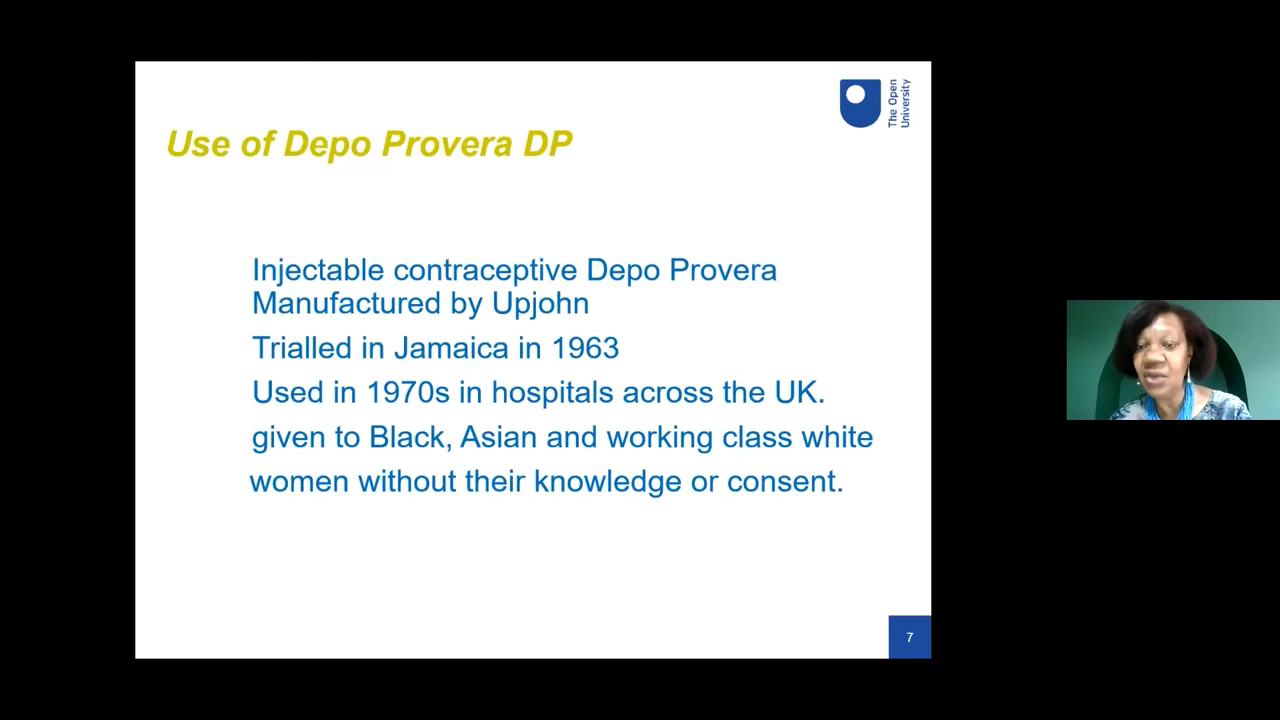 The Open
University
Use of Depo Provera DP
Injectable contraceptive Depo Provera
Manufactured by Upjohn
Trialled in Jamaica in 1963
Used in 1970s in hospitals across the UK.
given to Black, Asian and working class white
women without their knowledge or consent.
7